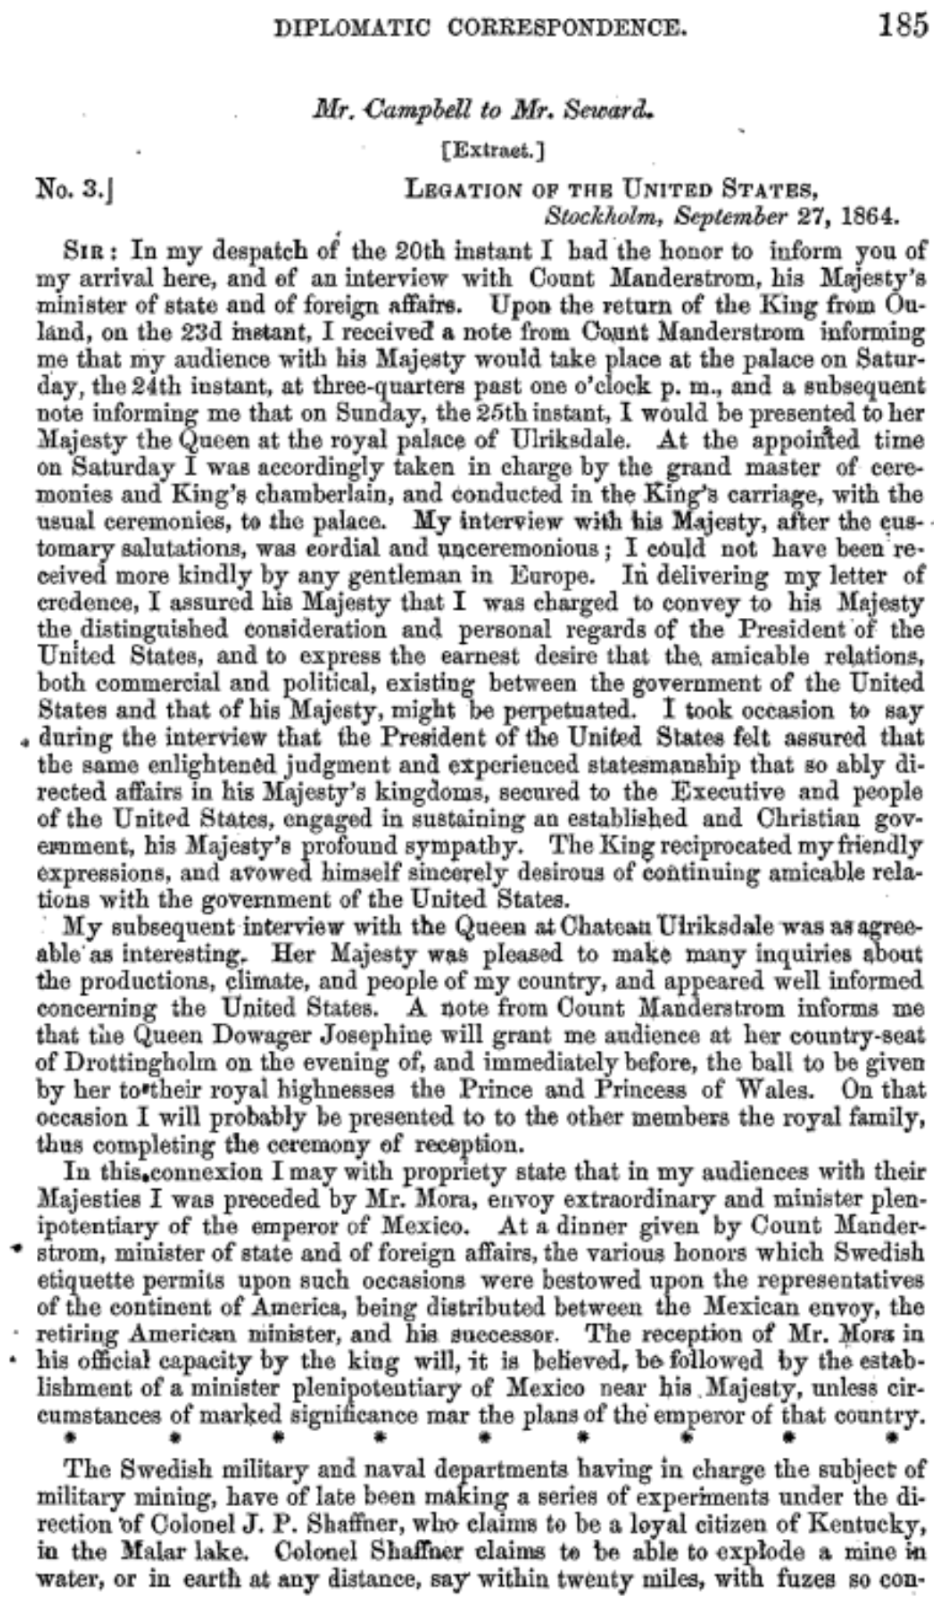 DIPLOMATIC CORRESPONDENCE. 185
Mr. Campbell to Mr. Seward.
[Extract.]
No. 3.] LEGATION OF THE UNITED STATES,
Stockholm, September 27, 1864.
SIR: In my despatch of the 20th instant I had the honor to inform you of
my arrival here, and of an interview with Count Manderstrom, his Majesty's
minister of state and of foreign affairs. Upon the return of the King from Ou-
land, on the 23d instant, I received a note from Count Manderstrom informing
me that my audience with his Majesty would take place at the palace on Satur-
day, the 24th instant, at three-quarters past one o'clock p. m., and a subsequent
note informing me that on Sunday, the 25th instant, I would be presented to her
Majesty the Queen at the royal palace of Ulriksdale. At the appointed time
on Saturday I was accordingly taken in charge by the grand master of cere-
monies and King's chamberlain, and conducted in the King's carriage, with the
usual ceremonies, to the palace. My interview with his Majesty, after the cus-
tomary salutations, was cordial and unceremonious; I could not have been re-
ceived more kindly by any gentleman in Europe. In delivering my letter of
credence, I assured his Majesty that I was charged to convey to his Majesty
the distinguished consideration and personal regards of the President of the
United States, and to express the earnest desire that the amicable relations,
both commercial and political, existing between the government of the United
States and that of his Majesty, might be perpetuated. I took occasion to say
during the interview that the President of the United States felt assured that
the same enlightened judgment and experienced statesmanship that so ably di-
rected affairs in his Majesty's kingdoms, secured to the Executive and people
of the United States, engaged in sustaining an established and Christian gov-
ernment, his Majesty's profound sympathy. The King reciprocated my friendly
expressions, and avowed himself sincerely desirous of continuing amicable rela-
tions with the government of the United States.
My subsequent interview with the Queen at Chateau Ulriksdale was as agree-
able as interesting. Her Majesty was pleased to make many inquiries about
the productions, climate, and people of my country, and appeared well informed
concerning the United States. A note from Count Manderstrom informs me
that the Queen Dowager Josephine will grant me audience at her country-seat
of Drottingholm on the evening of, and immediately before, the ball to be given
by her to their royal highnesses the Prince and Princess of Wales. On that
occasion I will probably be presented to to the other members the royal family,
thus completing the ceremony of reception.
In this connexion I may with propriety state that in my audiences with their
Majesties I was preceded by Mr. Mora, envoy extraordinary and minister plen-
ipotentiary of the emperor of Mexico. At a dinner given by Count Mander-
strom, minister of state and of foreign affairs, the various honors which Swedish
etiquette permits upon such occasions were bestowed upon the representatives
of the continent of America, being distributed between the Mexican envoy, the
retiring American minister, and his successor. The reception of Mr. Mora in
his official capacity by the king will, it is believed, be followed by the estab-
lishment of a minister plenipotentiary of Mexico near his Majesty, unless cir-
cumstances of marked significance mar the plans of the emperor of that country.
* * * * * * * * *
The Swedish military and naval departments having in charge the subject of
military mining, have of late been making a series of experiments under the di-
rection of Colonel J. P. Shaffner, who claims to be a loyal citizen of Kentucky,
in the Malar lake. Colonel Shaffner claims to be able to explode a mine in
water, or in earth at any distance, say within twenty miles, with fuzes so con-